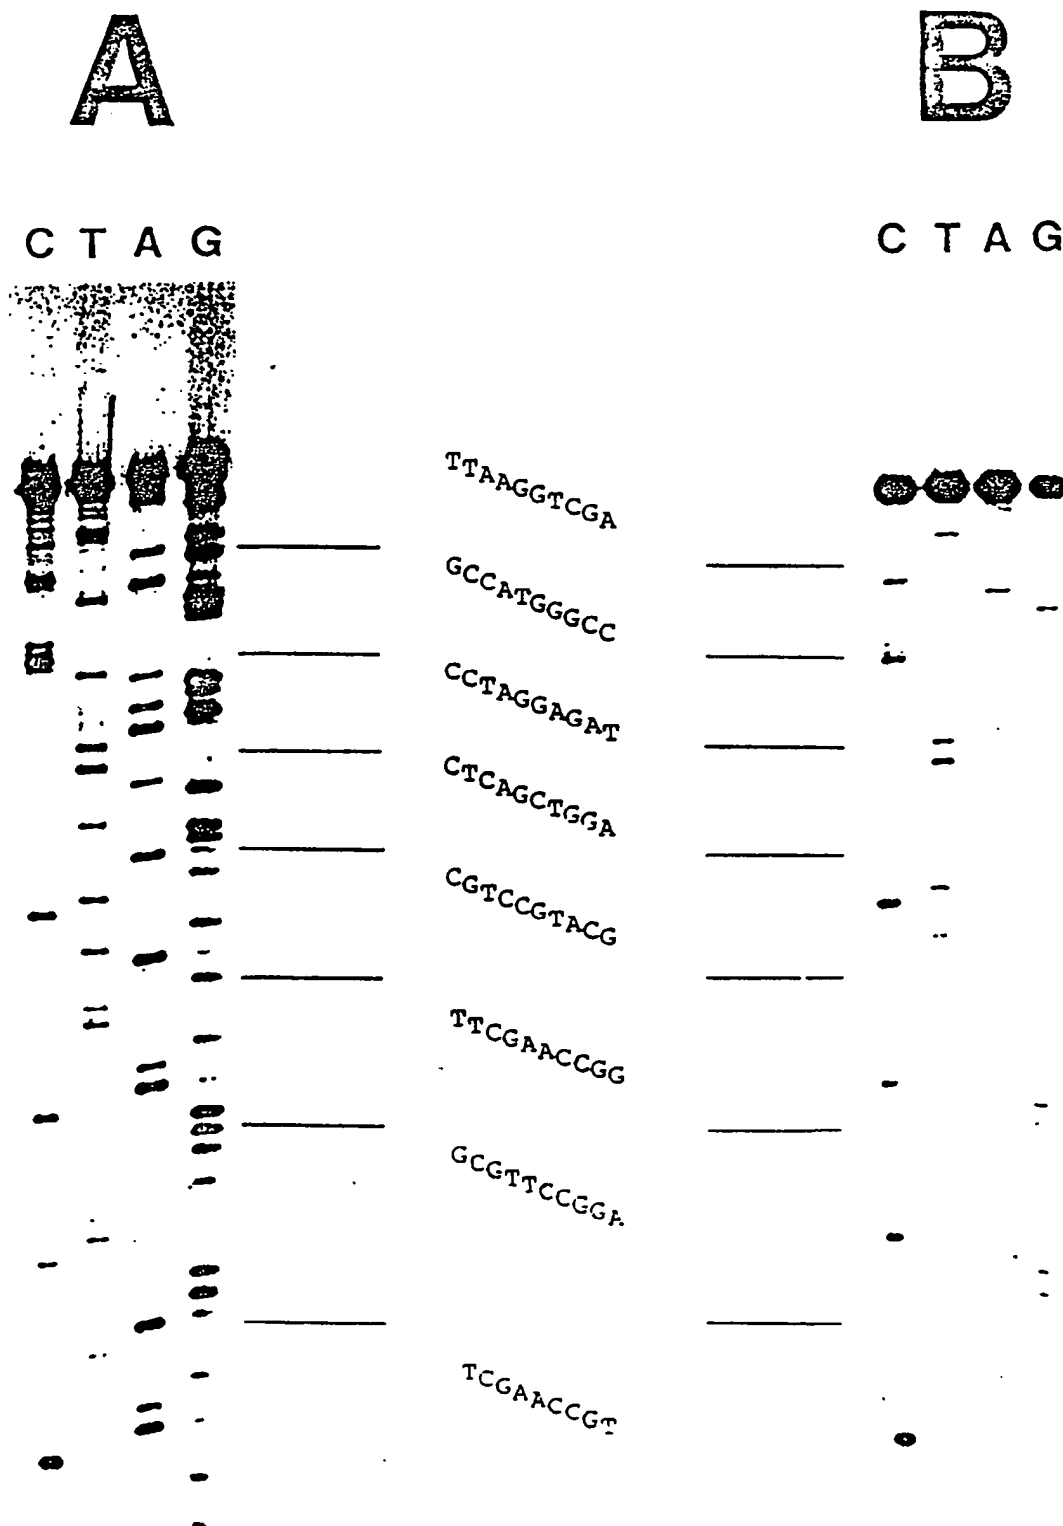 A
B
C T A G
C T A G
TTAAGGTCGA
GCCATGGGCC
CCTAGGAGAT
CTCAGCTGGA
CGTCCGTACG
TTCGAACCGG
GCGTTCCGGA
TCGAACCGT